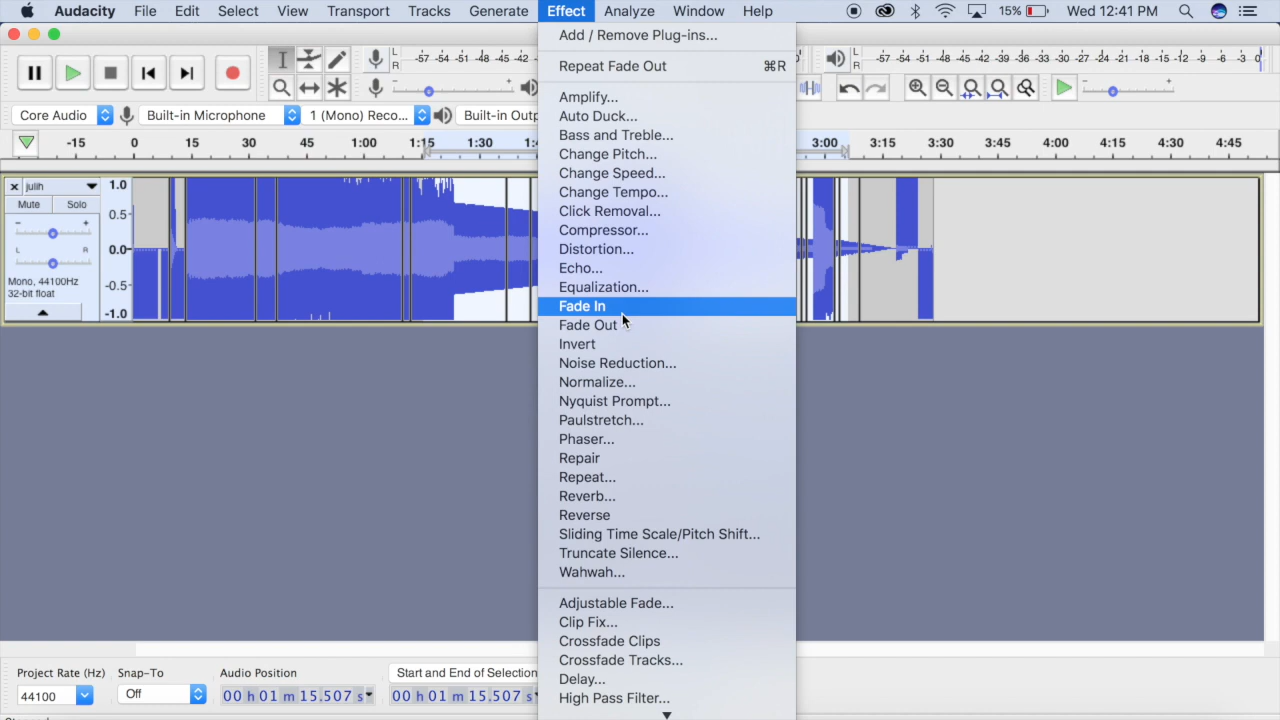 Audacity File Edit Select View Transport Tracks Generate Effect Analyze Window Help 15% Wed 12:41 PM
Add / Remove Plug-ins...
L -57 -54 -51 -48 -45 -42
R
L -57 -54 -51 -48 -45 -42 -39 -36 -33 -30 -27 -24 -21 -18 -15 -12 -9 -6 -3 0
R
Repeat Fade Out ⌘R
- +
- +
Core Audio Built-in Microphone 1 (Mono) Reco... Built-in Outp
-15 0 15 30 45 1:00 1:15 1:30 3:00 3:15 3:30 3:45 4:00 4:15 4:30 4:45
julih
Mute Solo
- +
L R
Mono, 44100Hz
32-bit float
1.0
0.5
0.0
-0.5
-1.0
Amplify...
Auto Duck...
Bass and Treble...
Change Pitch...
Change Speed...
Change Tempo...
Click Removal...
Compressor...
Distortion...
Echo...
Equalization...
Fade In
Fade Out
Invert
Noise Reduction...
Normalize...
Nyquist Prompt...
Paulstretch...
Phaser...
Repair
Repeat...
Reverb...
Reverse
Sliding Time Scale/Pitch Shift...
Truncate Silence...
Wahwah...
Adjustable Fade...
Clip Fix...
Crossfade Clips
Crossfade Tracks...
Delay...
High Pass Filter...
Project Rate (Hz) Snap-To Audio Position Start and End of Selection
44100 Off 00 h 01 m 15.507 s 00 h 01 m 15.507 s